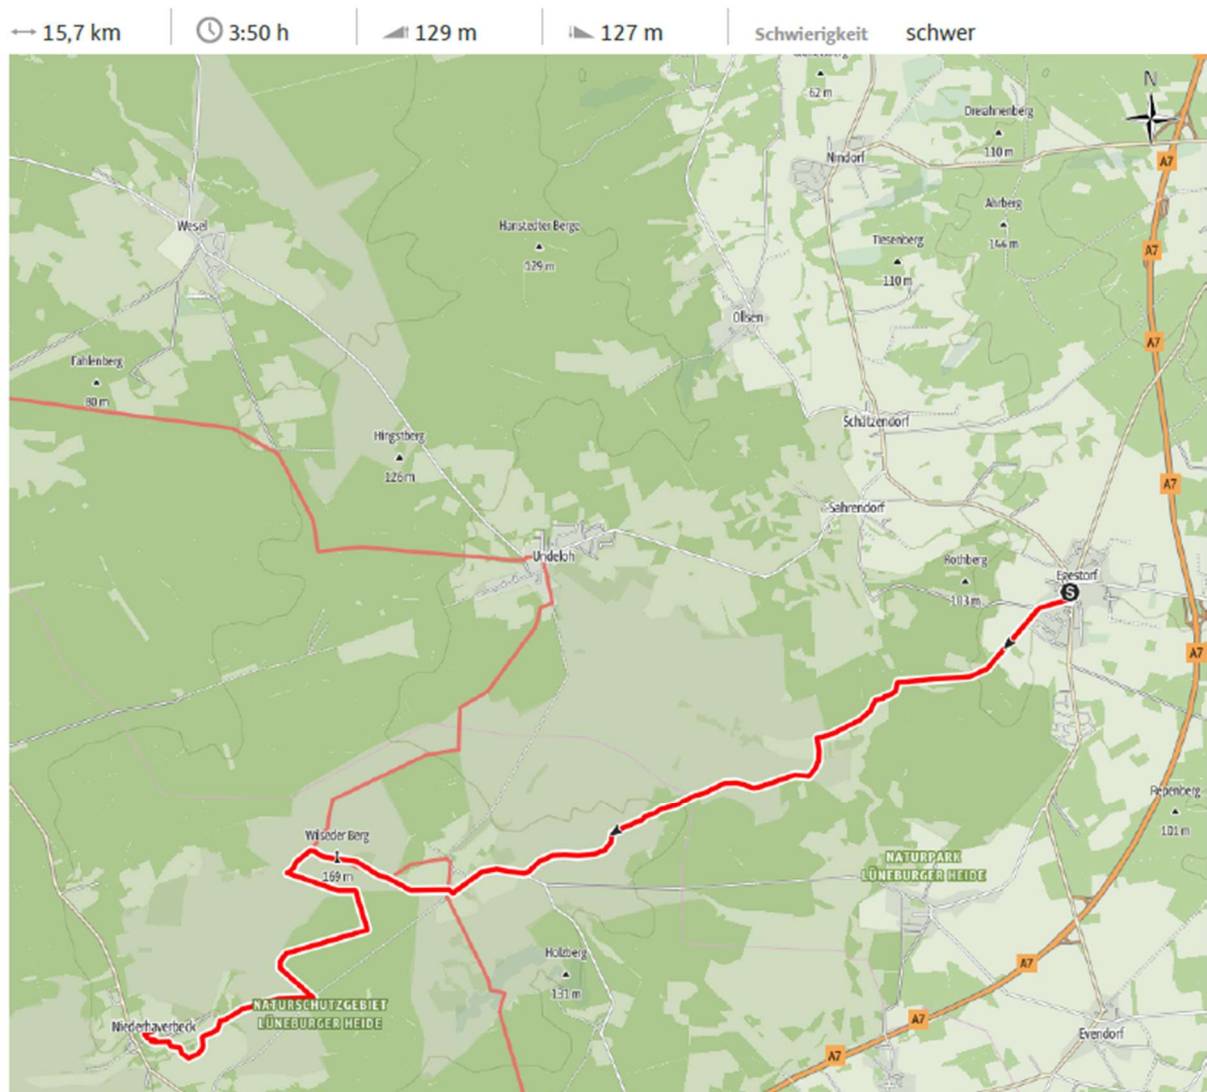 15,7 km 3:50 h 129 m 127 m Schwierigkeit schwer
N
62 m
Dreiahnenberg
110 m
A7
Nindorf
Ahrberg
144 m
Wesel
Hanstedter Berge
129 m
Tiesenberg
110 m
A7
Ollsen
A7
Fahlenberg
80 m
Schätzendorf
Hingstberg
126 m
A7
Sahrendorf
Undeloh
Rothberg
103 m
Egestorf
S
A7
Repenberg
101 m
Wilseder Berg
169 m
NATURPARK
LÜNEBURGER HEIDE
Holzberg
131 m
A7
NATURSCHUTZGEBIET
LÜNEBURGER HEIDE
Niederhaverbeck
A7
Evendorf
A7